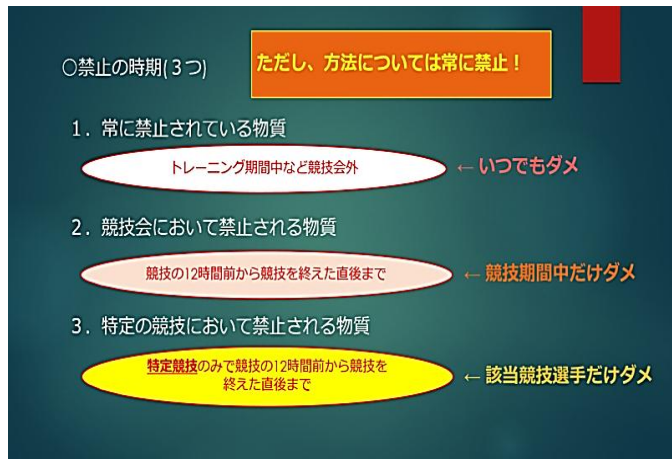 ○禁止の時期(３つ)
ただし、方法については常に禁止！
１．常に禁止されている物質
トレーニング期間中など競技会外
← いつでもダメ
２．競技会において禁止される物質
競技の12時間前から競技を終えた直後まで
← 競技期間中だけダメ
３．特定の競技において禁止される物質
特定競技のみで競技の12時間前から競技を
終えた直後まで
← 該当競技選手だけダメ